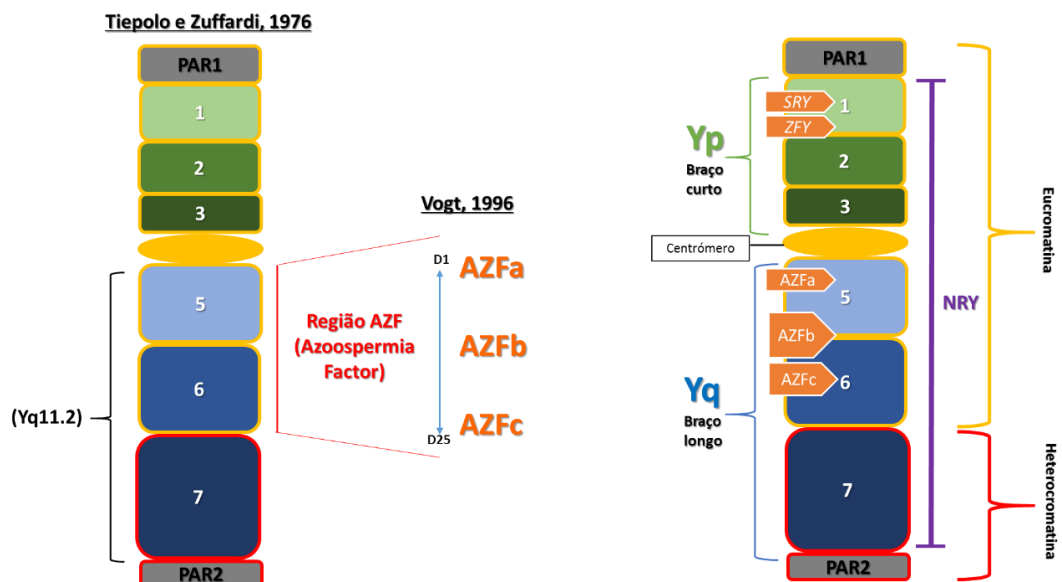 Tiepolo e Zuffardi, 1976
PAR1
1
2
3
5
6
7
PAR2
(Yq11.2)
Região AZF
(Azoospermia
Factor)
Vogt, 1996
D1
AZFa
AZFb
AZFc
D25
PAR1
SRY
ZFY
1
2
3
Yp
Braço
curto
Centrómero
AZFa
5
AZFb
AZFc
6
7
Yq
Braço
longo
PAR2
NRY
Eucromatina
Heterocromatina